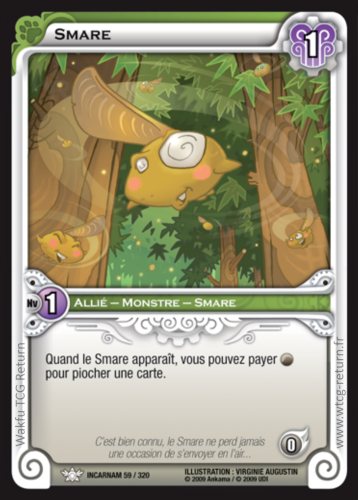 Smare
1
Nv 1
Allié – Monstre – Smare
Quand le Smare apparaît, vous pouvez payer
pour piocher une carte.
C'est bien connu, le Smare ne perd jamais
une occasion de s'envoyer en l'air...
0
INCARNAM 59 / 320
ILLUSTRATION : VIRGINIE AUGUSTIN
© 2009 Ankama / © 2009 UDI
Wakfu TCG Return
www.wtcg-return.fr